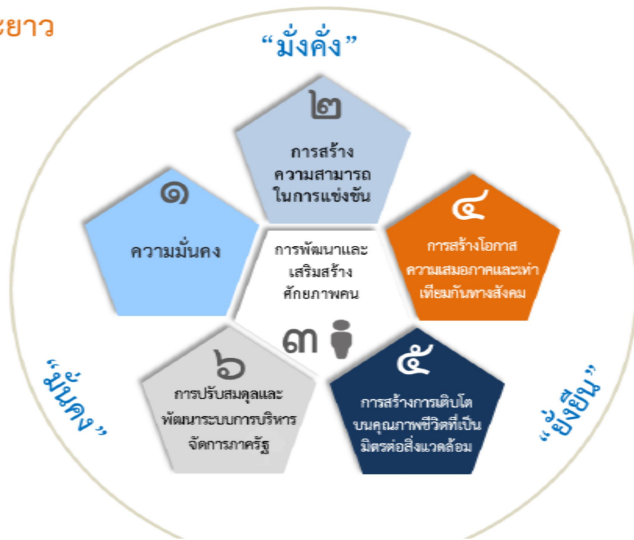 ะยาว
“มั่งคั่ง”
๒
การสร้าง
ความสามารถ
ในการแข่งขัน
๑
ความมั่นคง
๔
การสร้างโอกาส
ความเสมอภาคและเท่า
เทียมกันทางสังคม
การพัฒนาและ
เสริมสร้าง
ศักยภาพคน
๓
๖
การปรับสมดุลและ
พัฒนาระบบการบริหาร
จัดการภาครัฐ
๕
การสร้างการเติบโต
บนคุณภาพชีวิตที่เป็น
มิตรต่อสิ่งแวดล้อม
“มั่นคง”
“ยั่งยืน”